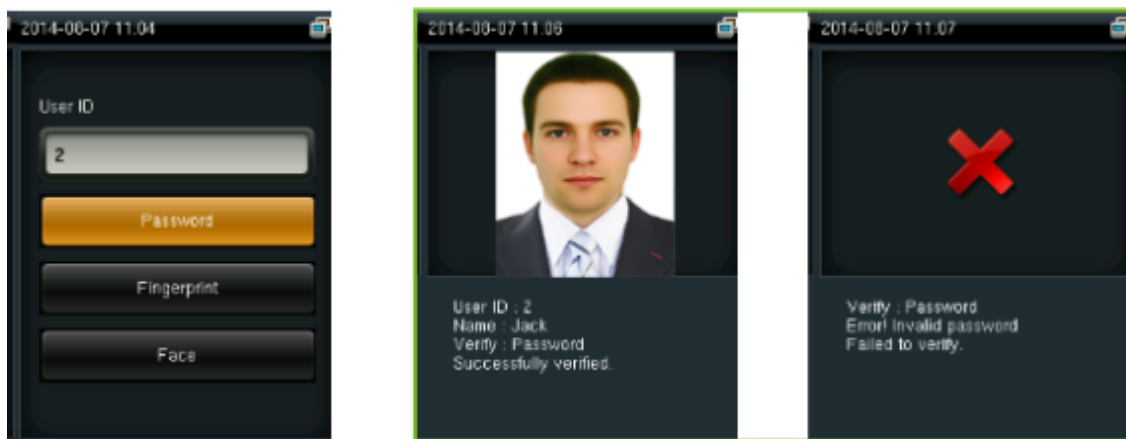 2014-08-07 11:04
User ID
2
Password
Fingerprint
Face
2014-08-07 11:06
User ID : 2
Name : Jack
Verify : Password
Successfully verified.
2014-08-07 11:07
Verify : Password
Error! Invalid password
Failed to verify.